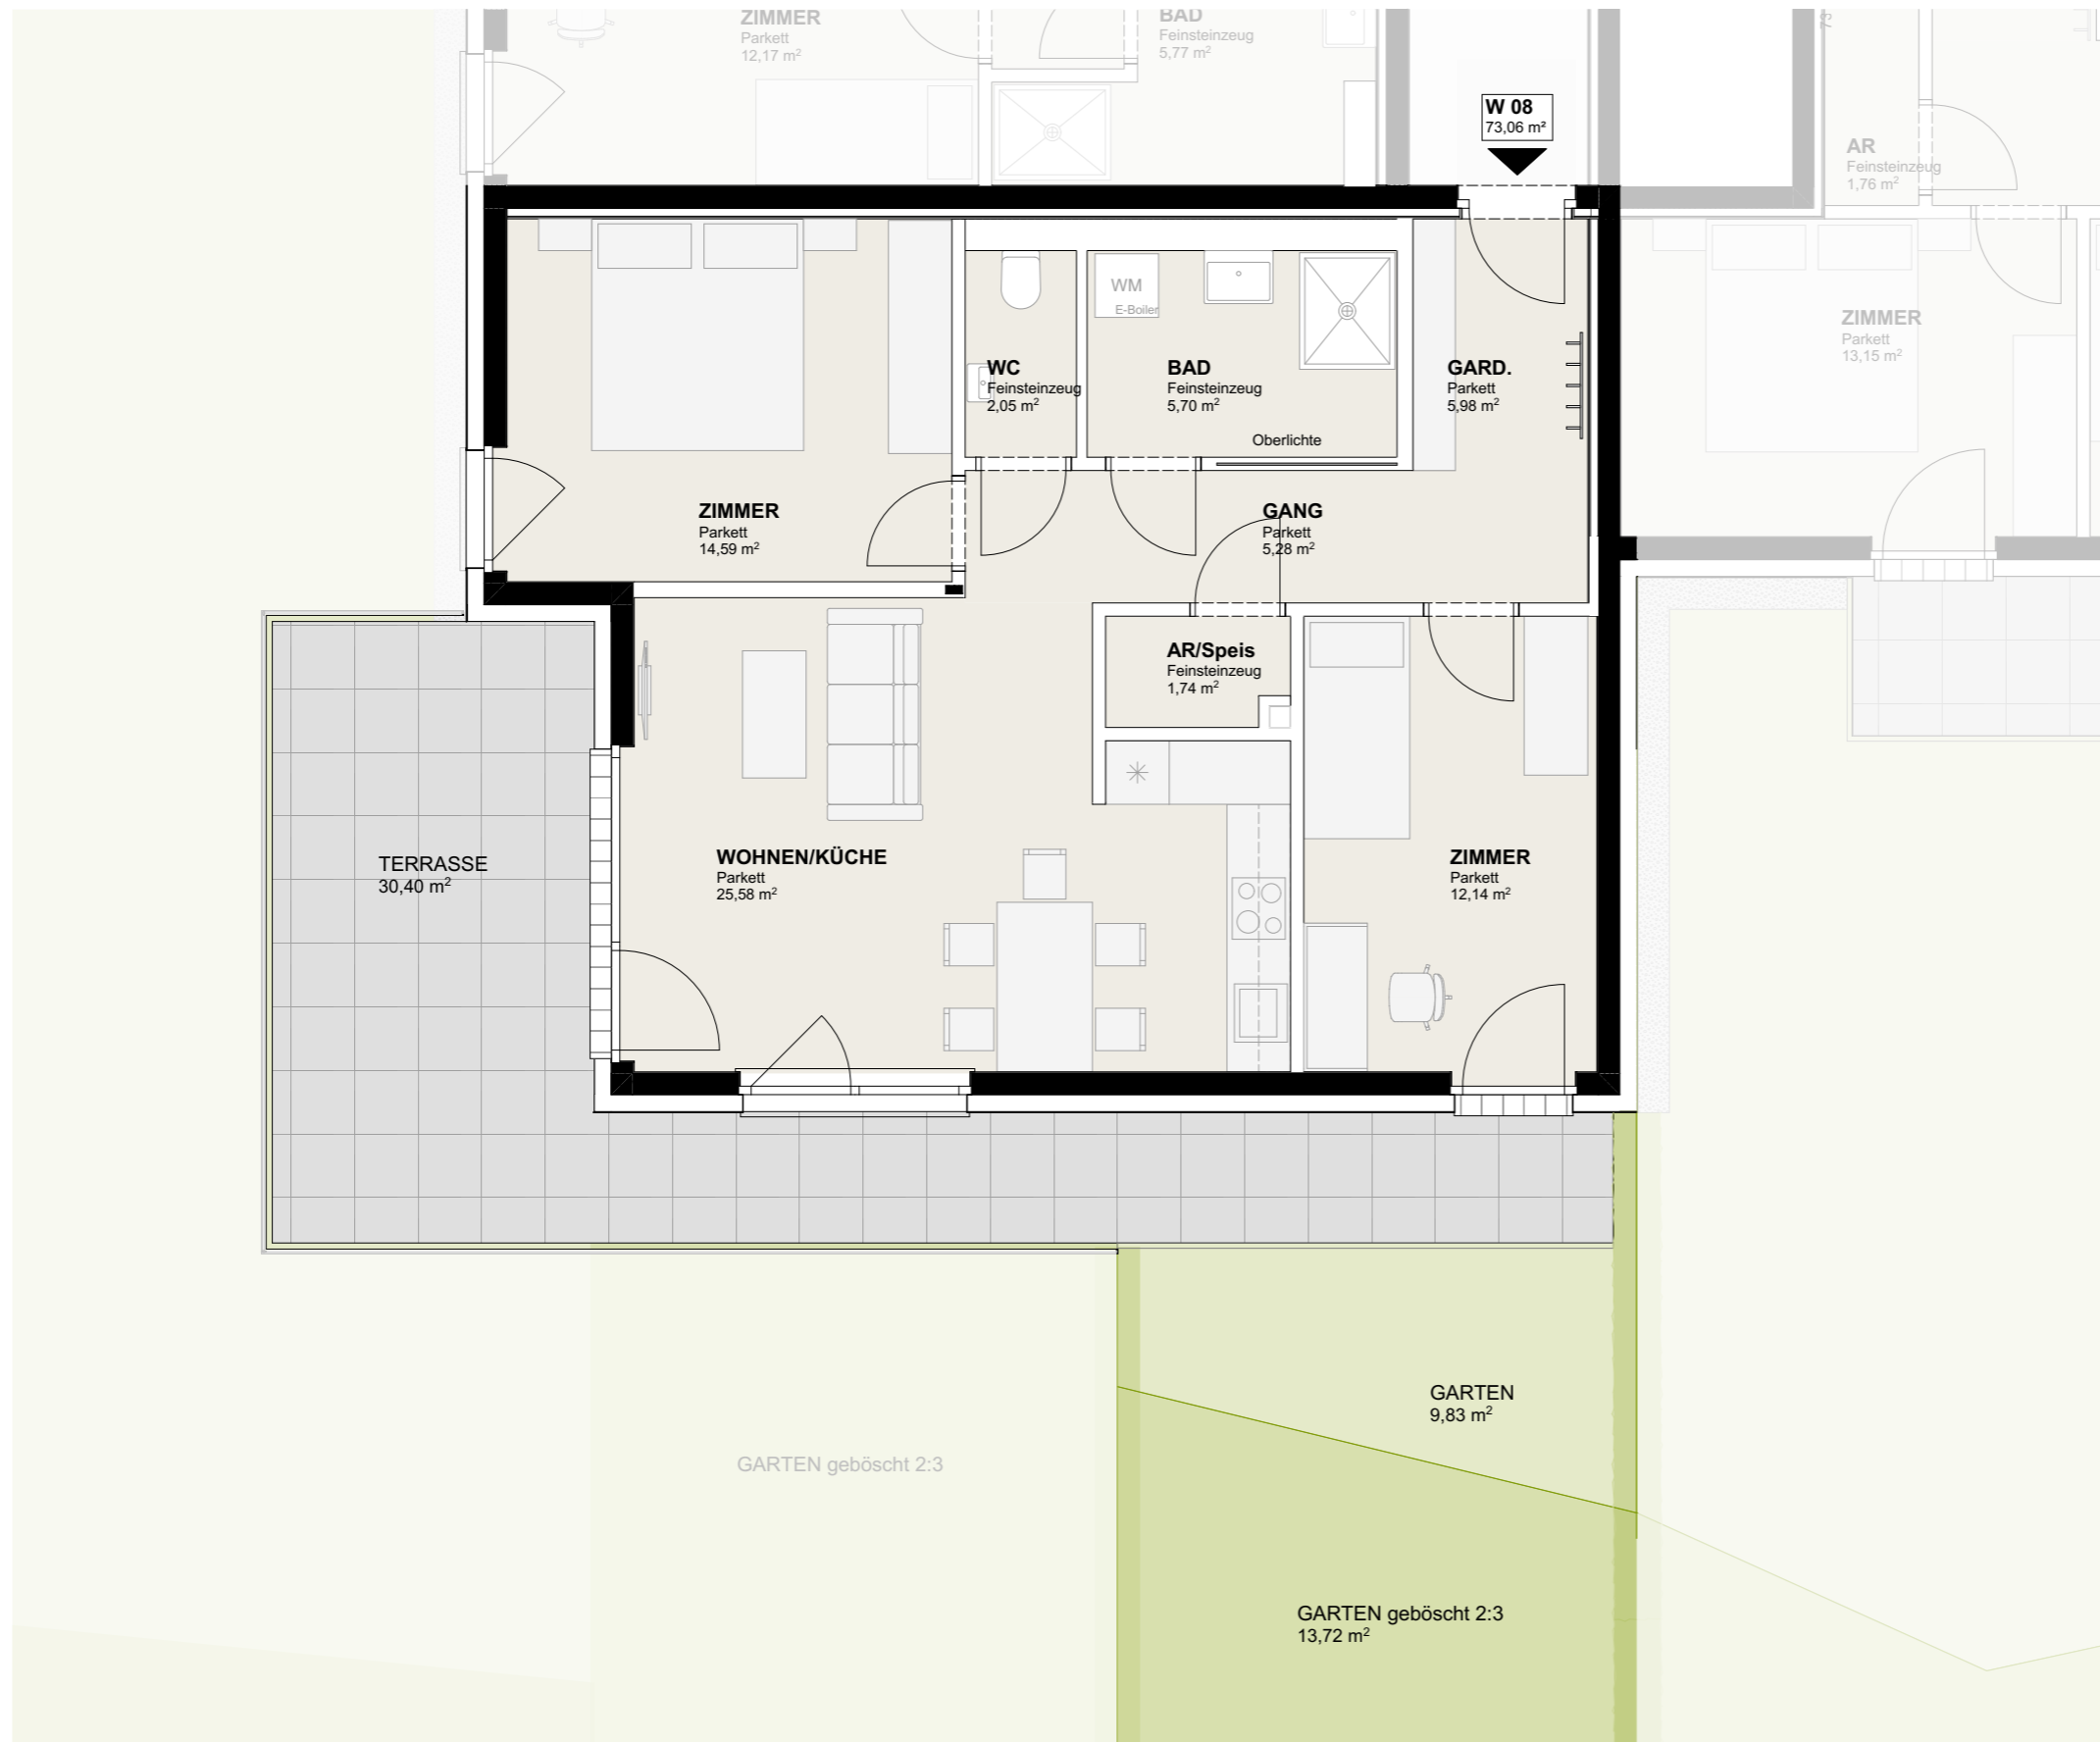 ZIMMER
Parkett
12,17 m²
BAD
Feinsteinzeug
5,77 m²
73
W 08
73,06 m²
AR
Feinsteinzeug
1,76 m²
WM
E-Boiler
WC
Feinsteinzeug
2,05 m²
BAD
Feinsteinzeug
5,70 m²
GARD.
Parkett
5,98 m²
Oberlichte
ZIMMER
Parkett
13,15 m²
ZIMMER
Parkett
14,59 m²
GANG
Parkett
5,28 m²
AR/Speis
Feinsteinzeug
1,74 m²
TERRASSE
30,40 m²
WOHNEN/KÜCHE
Parkett
25,58 m²
ZIMMER
Parkett
12,14 m²
GARTEN
9,83 m²
GARTEN geböscht 2:3
GARTEN geböscht 2:3
13,72 m²